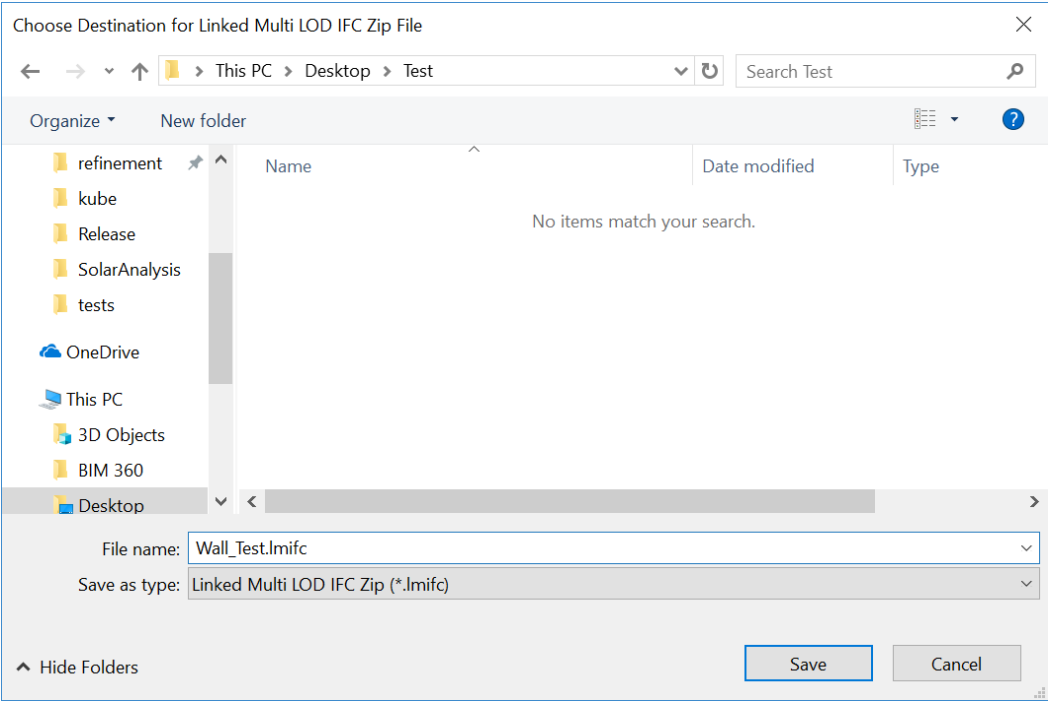 Choose Destination for Linked Multi LOD IFC Zip File
This PC > Desktop > Test
Search Test
Organize
New folder
?
refinement
kube
Release
SolarAnalysis
tests
OneDrive
This PC
3D Objects
BIM 360
Desktop
Name
Date modified
Type
No items match your search.
File name: Wall_Test.lmifc
Save as type: Linked Multi LOD IFC Zip (*.lmifc)
Hide Folders
Save
Cancel